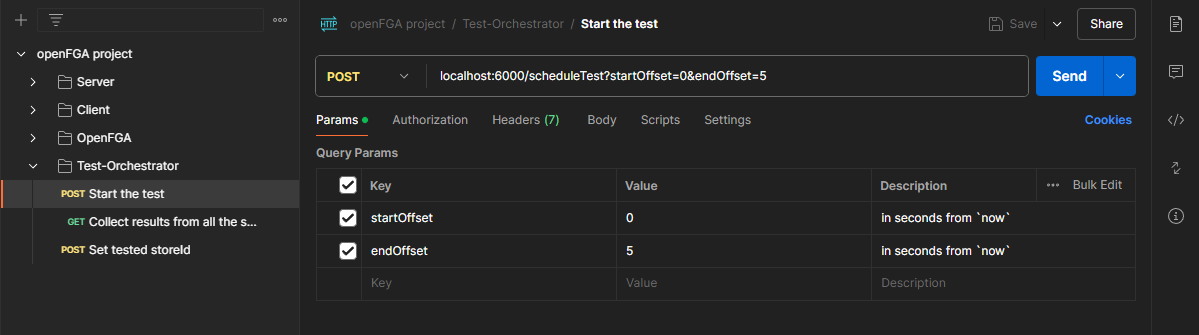 openFGA project
Server
Client
OpenFGA
Test-Orchestrator
POST Start the test
GET Collect results from all the s...
POST Set tested storeId
HTTP openFGA project / Test-Orchestrator / Start the test
Save
Share
POST localhost:6000/scheduleTest?startOffset=0&endOffset=5
Send
Params Authorization Headers (7) Body Scripts Settings Cookies
Query Params
Key Value Description Bulk Edit
startOffset 0 in seconds from `now`
endOffset 5 in seconds from `now`
Key Value Description